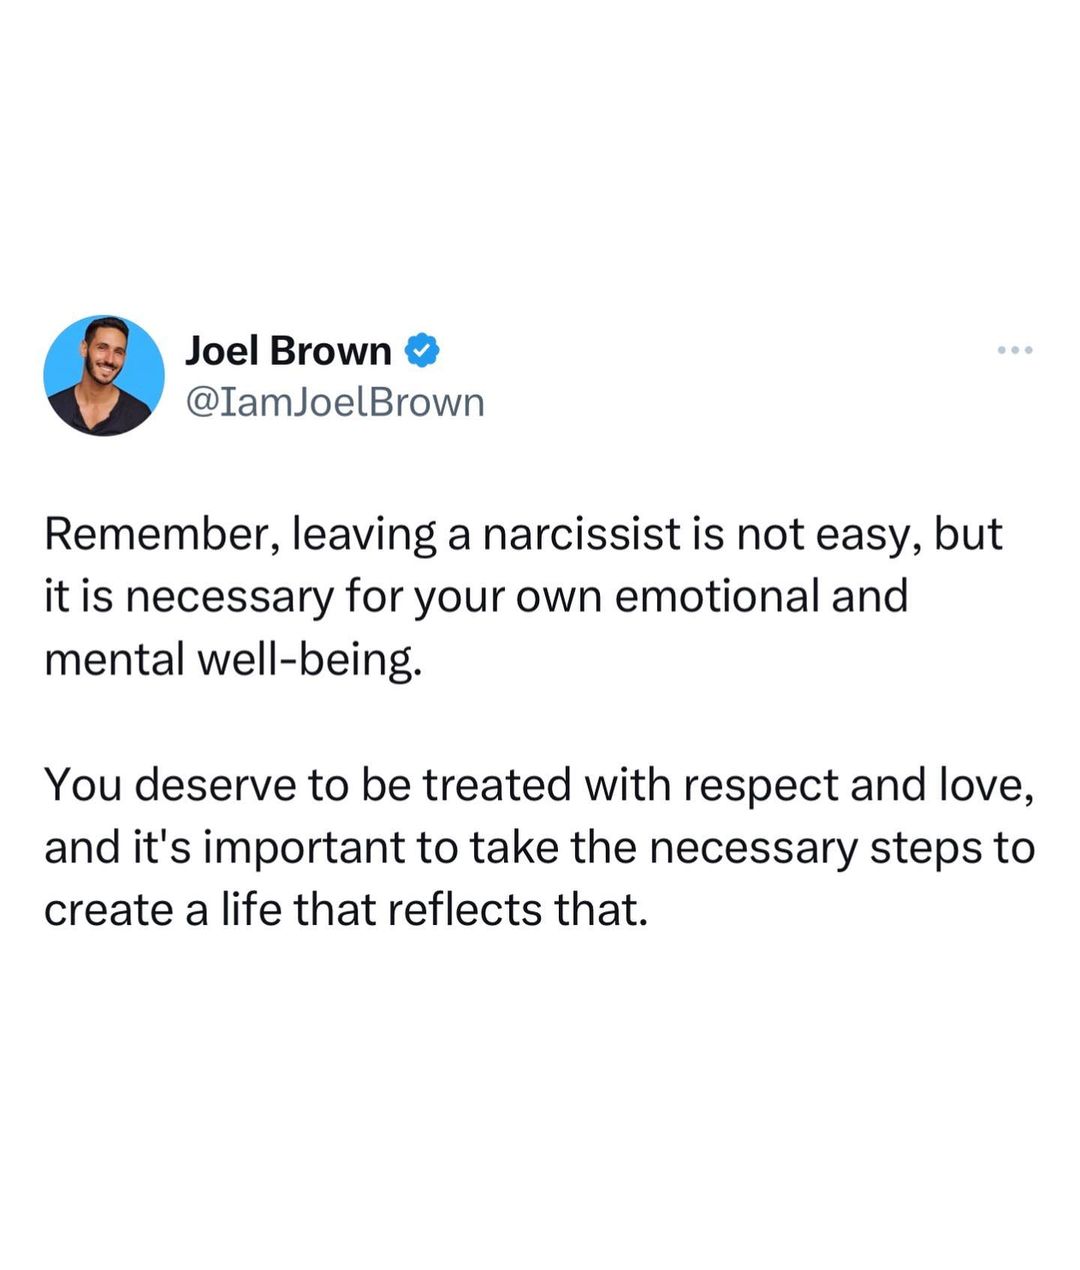 Joel Brown
@IamJoelBrown
Remember, leaving a narcissist is not easy, but
it is necessary for your own emotional and
mental well-being.
You deserve to be treated with respect and love,
and it's important to take the necessary steps to
create a life that reflects that.